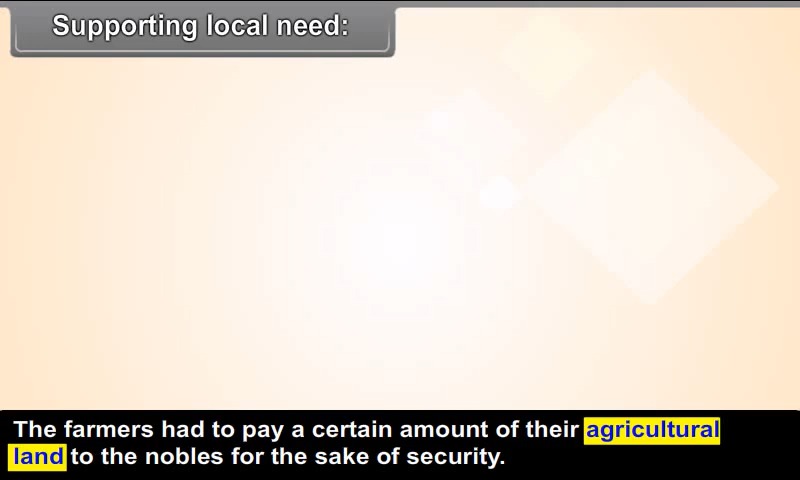 Supporting local need:
The farmers had to pay a certain amount of their agricultural
land to the nobles for the sake of security.